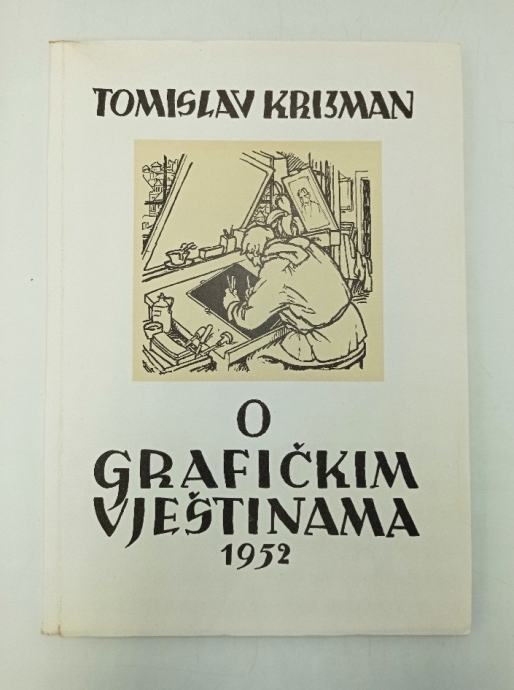 TOMISLAV KRIZMAN
O
GRAFIČKIM
VJEŠTINAMA
1952